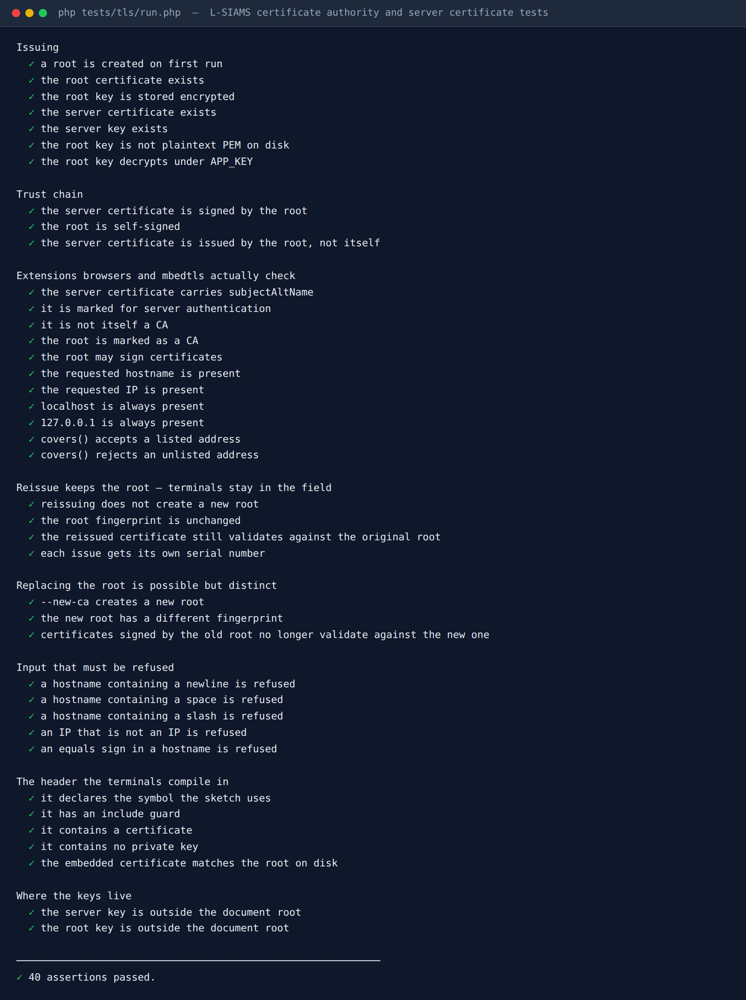 php tests/tls/run.php  —  L-SIAMS certificate authority and server certificate tests
Issuing
✓ a root is created on first run
✓ the root certificate exists
✓ the root key is stored encrypted
✓ the server certificate exists
✓ the server key exists
✓ the root key is not plaintext PEM on disk
✓ the root key decrypts under APP_KEY
Trust chain
✓ the server certificate is signed by the root
✓ the root is self-signed
✓ the server certificate is issued by the root, not itself
Extensions browsers and mbedtls actually check
✓ the server certificate carries subjectAltName
✓ it is marked for server authentication
✓ it is not itself a CA
✓ the root is marked as a CA
✓ the root may sign certificates
✓ the requested hostname is present
✓ the requested IP is present
✓ localhost is always present
✓ 127.0.0.1 is always present
✓ covers() accepts a listed address
✓ covers() rejects an unlisted address
Reissue keeps the root — terminals stay in the field
✓ reissuing does not create a new root
✓ the root fingerprint is unchanged
✓ the reissued certificate still validates against the original root
✓ each issue gets its own serial number
Replacing the root is possible but distinct
✓ --new-ca creates a new root
✓ the new root has a different fingerprint
✓ certificates signed by the old root no longer validate against the new one
Input that must be refused
✓ a hostname containing a newline is refused
✓ a hostname containing a space is refused
✓ a hostname containing a slash is refused
✓ an IP that is not an IP is refused
✓ an equals sign in a hostname is refused
The header the terminals compile in
✓ it declares the symbol the sketch uses
✓ it has an include guard
✓ it contains a certificate
✓ it contains no private key
✓ the embedded certificate matches the root on disk
Where the keys live
✓ the server key is outside the document root
✓ the root key is outside the document root
✓ 40 assertions passed.